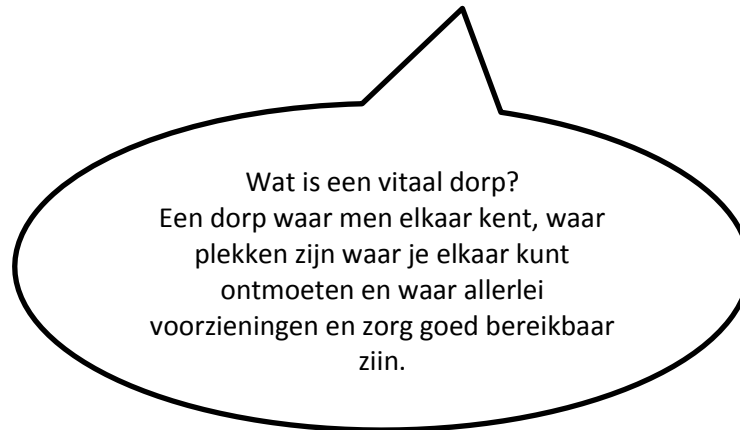 Wat is een vitaal dorp?
Een dorp waar men elkaar kent, waar
plekken zijn waar je elkaar kunt
ontmoeten en waar allerlei
voorzieningen en zorg goed bereikbaar
zijn.